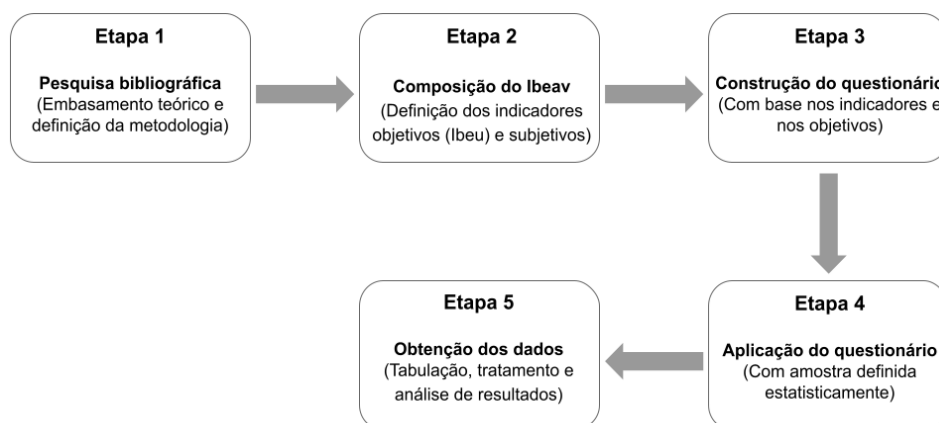 Etapa 1
Pesquisa bibliográfica
(Embasamento teórico e
definição da metodologia)
Etapa 2
Composição do Ibeav
(Definição dos indicadores
objetivos (Ibeu) e subjetivos)
Etapa 3
Construção do questionário
(Com base nos indicadores e
nos objetivos)
Etapa 4
Aplicação do questionário
(Com amostra definida
estatisticamente)
Etapa 5
Obtenção dos dados
(Tabulação, tratamento e
análise de resultados)